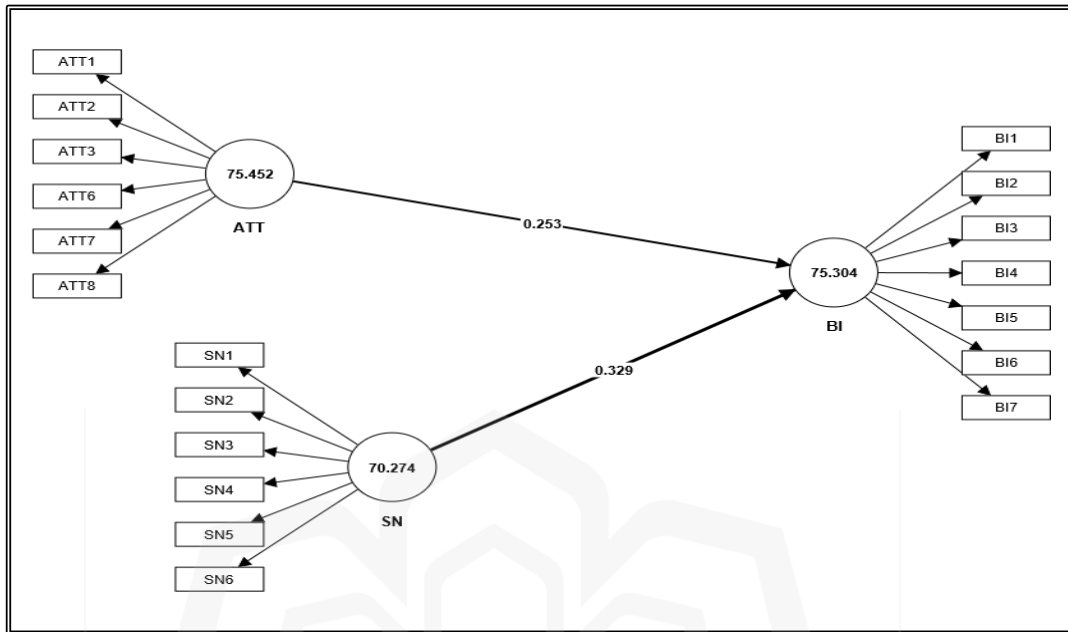 ATT1
ATT2
ATT3
ATT6
ATT7
ATT8
75.452
ATT
0.253
SN1
SN2
SN3
SN4
SN5
SN6
70.274
SN
0.329
75.304
BI
BI1
BI2
BI3
BI4
BI5
BI6
BI7